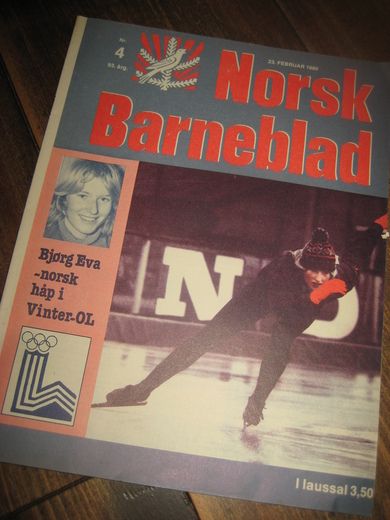 Nr.
4
93. årg.
23. FEBRUAR 1980
Norsk
Barneblad
Bjørg Eva
-norsk
håp i
Vinter-OL
I laussal 3,50